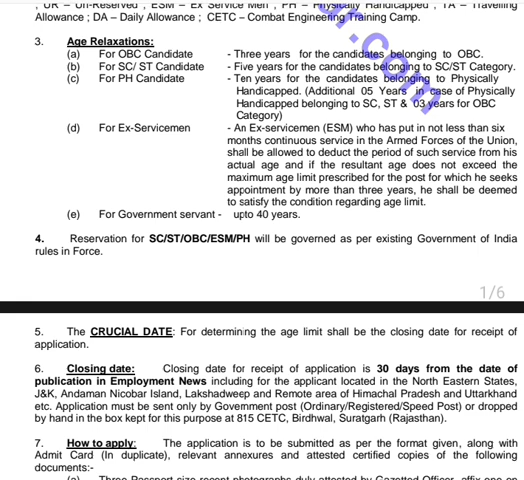 , UR – Un-Reserved , ESM – Ex Service Men , PH – Physically Handicapped , TA – Travelling
Allowance ; DA – Daily Allowance ; CETC – Combat Engineering Training Camp.
3. Age Relaxations:
(a) For OBC Candidate - Three years for the candidates belonging to OBC.
(b) For SC/ ST Candidate - Five years for the candidates belonging to SC/ST Category.
(c) For PH Candidate - Ten years for the candidates belonging to Physically
Handicapped. (Additional 05 Years in case of Physically
Handicapped belonging to SC, ST & 03 years for OBC
Category)
(d) For Ex-Servicemen - An Ex-servicemen (ESM) who has put in not less than six
months continuous service in the Armed Forces of the Union,
shall be allowed to deduct the period of such service from his
actual age and if the resultant age does not exceed the
maximum age limit prescribed for the post for which he seeks
appointment by more than three years, he shall be deemed
to satisfy the condition regarding age limit.
(e) For Government servant - upto 40 years.
4. Reservation for SC/ST/OBC/ESM/PH will be governed as per existing Government of India
rules in Force.
1/6
5. The CRUCIAL DATE: For determining the age limit shall be the closing date for receipt of
application.
6. Closing date: Closing date for receipt of application is 30 days from the date of
publication in Employment News including for the applicant located in the North Eastern States,
J&K, Andaman Nicobar Island, Lakshadweep and Remote area of Himachal Pradesh and Uttarkhand
etc. Application must be sent only by Government post (Ordinary/Registered/Speed Post) or dropped
by hand in the box kept for this purpose at 815 CETC, Birdhwal, Suratgarh (Rajasthan).
7. How to apply: The application is to be submitted as per the format given, along with
Admit Card (In duplicate), relevant annexures and attested certified copies of the following
documents:-
(a) Three Passport size recent photographs duly attested by Gazetted Officer, affix one on
ur.com